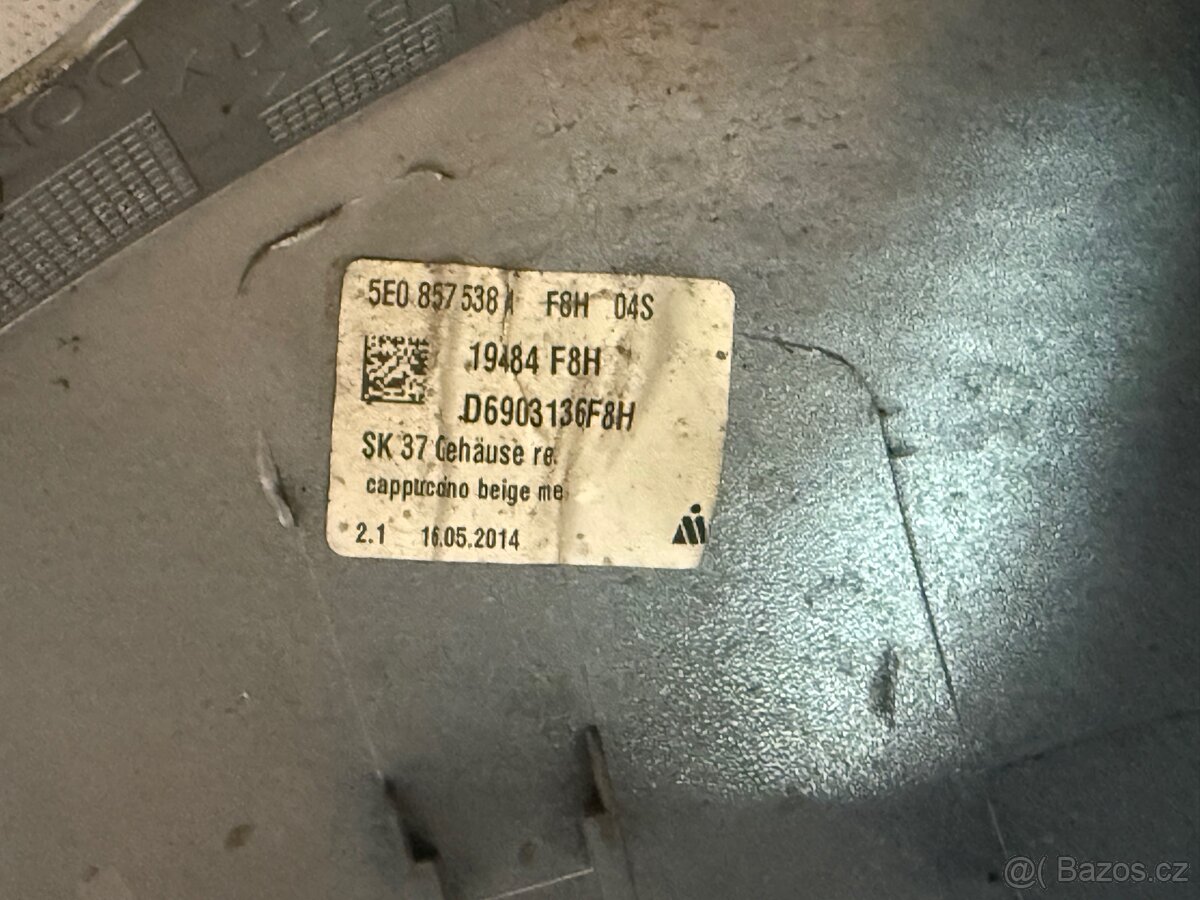 5E0 857 538 A F8H 04S
19484 F8H
D6903136F8H
SK 37 Gehäuse re.
cappuccino beige me
2.1 16.05.2014
@( Bazos.cz